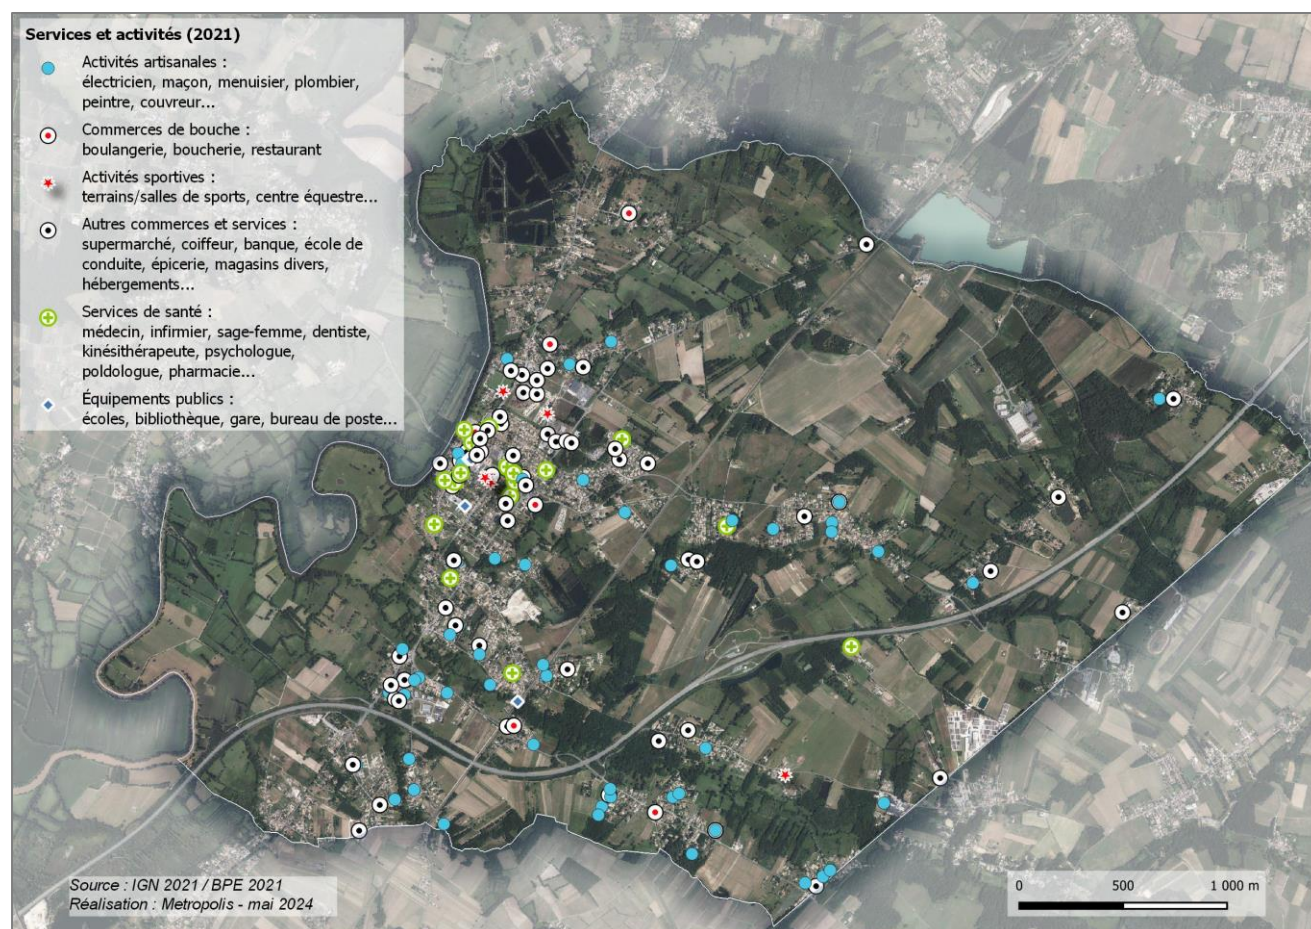 Services et activités (2021)
Activités artisanales :
électricien, maçon, menuisier, plombier,
peintre, couvreur...
Commerces de bouche :
boulangerie, boucherie, restaurant
Activités sportives :
terrains/salles de sports, centre équestre...
Autres commerces et services :
supermarché, coiffeur, banque, école de
conduite, épicerie, magasins divers,
hébergements...
Services de santé :
médecin, infirmier, sage-femme, dentiste,
kinésithérapeute, psychologue,
poldologue, pharmacie...
Équipements publics :
écoles, bibliothèque, gare, bureau de poste...
Source : IGN 2021 / BPE 2021
Réalisation : Metropolis - mai 2024
0 500 1 000 m